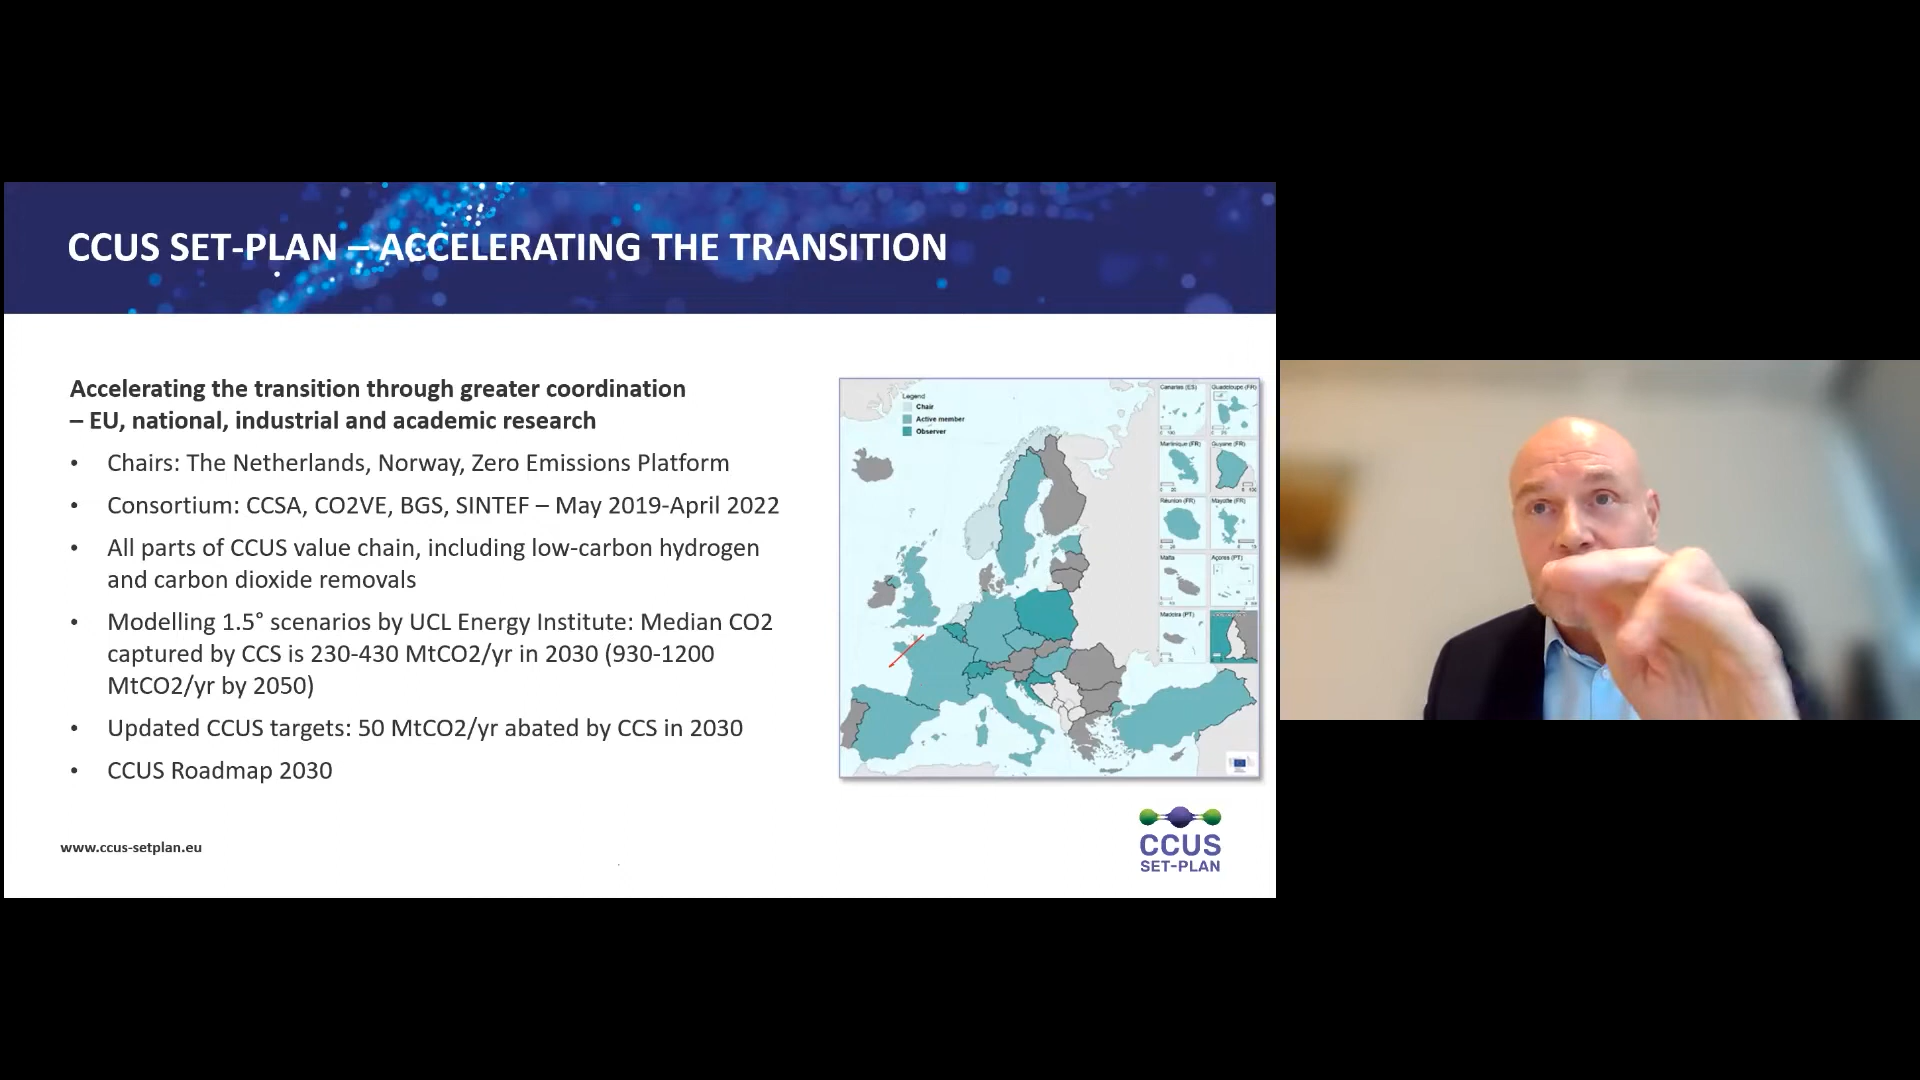 CCUS SET-PLAN – ACCELERATING THE TRANSITION
Accelerating the transition through greater coordination
– EU, national, industrial and academic research
• Chairs: The Netherlands, Norway, Zero Emissions Platform
• Consortium: CCSA, CO2VE, BGS, SINTEF – May 2019-April 2022
• All parts of CCUS value chain, including low-carbon hydrogen
and carbon dioxide removals
• Modelling 1.5° scenarios by UCL Energy Institute: Median CO2
captured by CCS is 230-430 MtCO2/yr in 2030 (930-1200
MtCO2/yr by 2050)
• Updated CCUS targets: 50 MtCO2/yr abated by CCS in 2030
• CCUS Roadmap 2030
Legend
Chair
Active member
Observer
Canarias (ES)
Guadeloupe (FR)
Martinique (FR)
Guyane (FR)
Réunion (FR)
Mayotte (FR)
Malta
Açores (PT)
Madeira (PT)
www.ccus-setplan.eu
CCUS
SET-PLAN